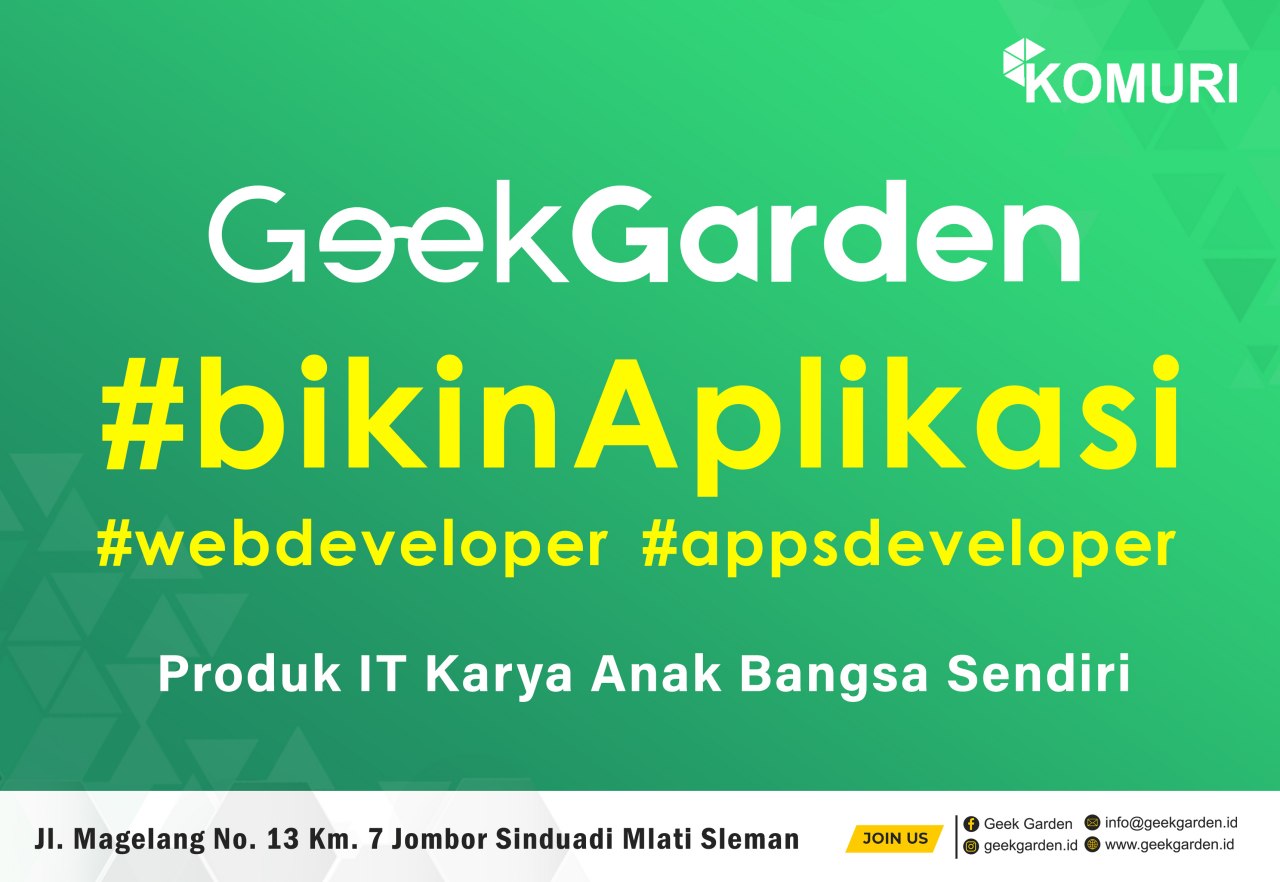 KOMURI
GeekGarden
#bikinAplikasi
#webdeveloper #appsdeveloper
Produk IT Karya Anak Bangsa Sendiri
Jl. Magelang No. 13 Km. 7 Jombor Sinduadi Mlati Sleman
JOIN US
Geek Garden
info@geekgarden.id
geekgarden.id
www.geekgarden.id